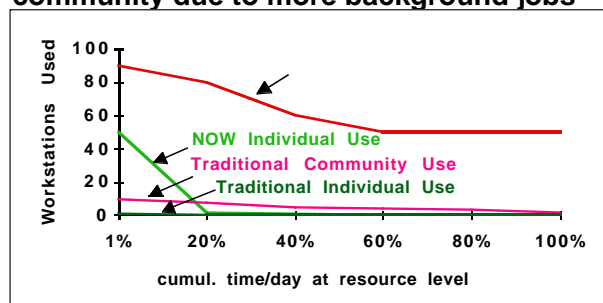 community due to more background jobs
100
80
60
40
20
0
Workstations Used
NOW Individual Use
Traditional Community Use
Traditional Individual Use
1% 20% 40% 60% 80% 100%
cumul. time/day at resource level